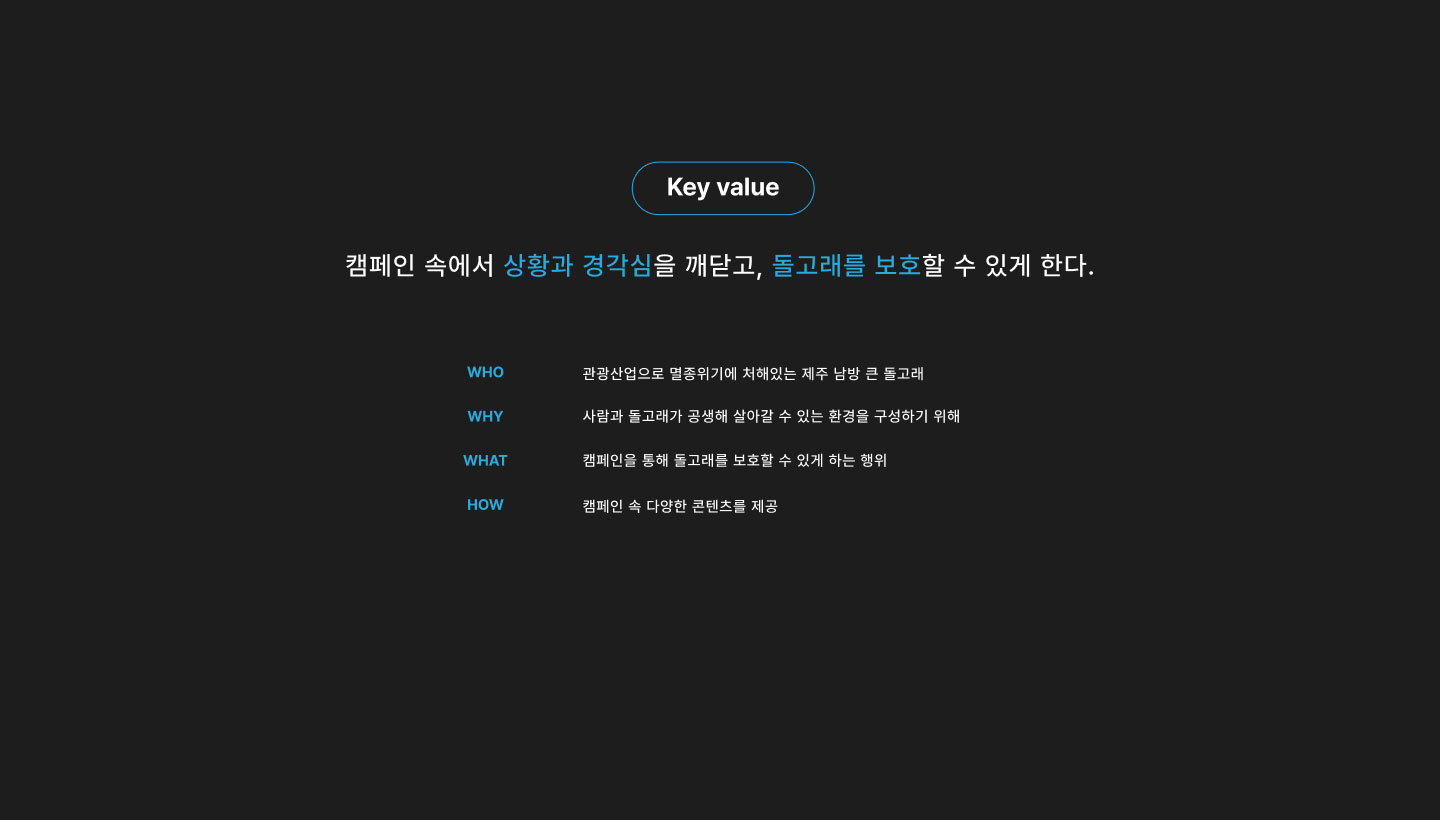 Key value
캠페인 속에서 상황과 경각심을 깨닫고, 돌고래를 보호할 수 있게 한다.
WHO 관광산업으로 멸종위기에 처해있는 제주 남방 큰 돌고래
WHY 사람과 돌고래가 공생해 살아갈 수 있는 환경을 구성하기 위해
WHAT 캠페인을 통해 돌고래를 보호할 수 있게 하는 행위
HOW 캠페인 속 다양한 콘텐츠를 제공